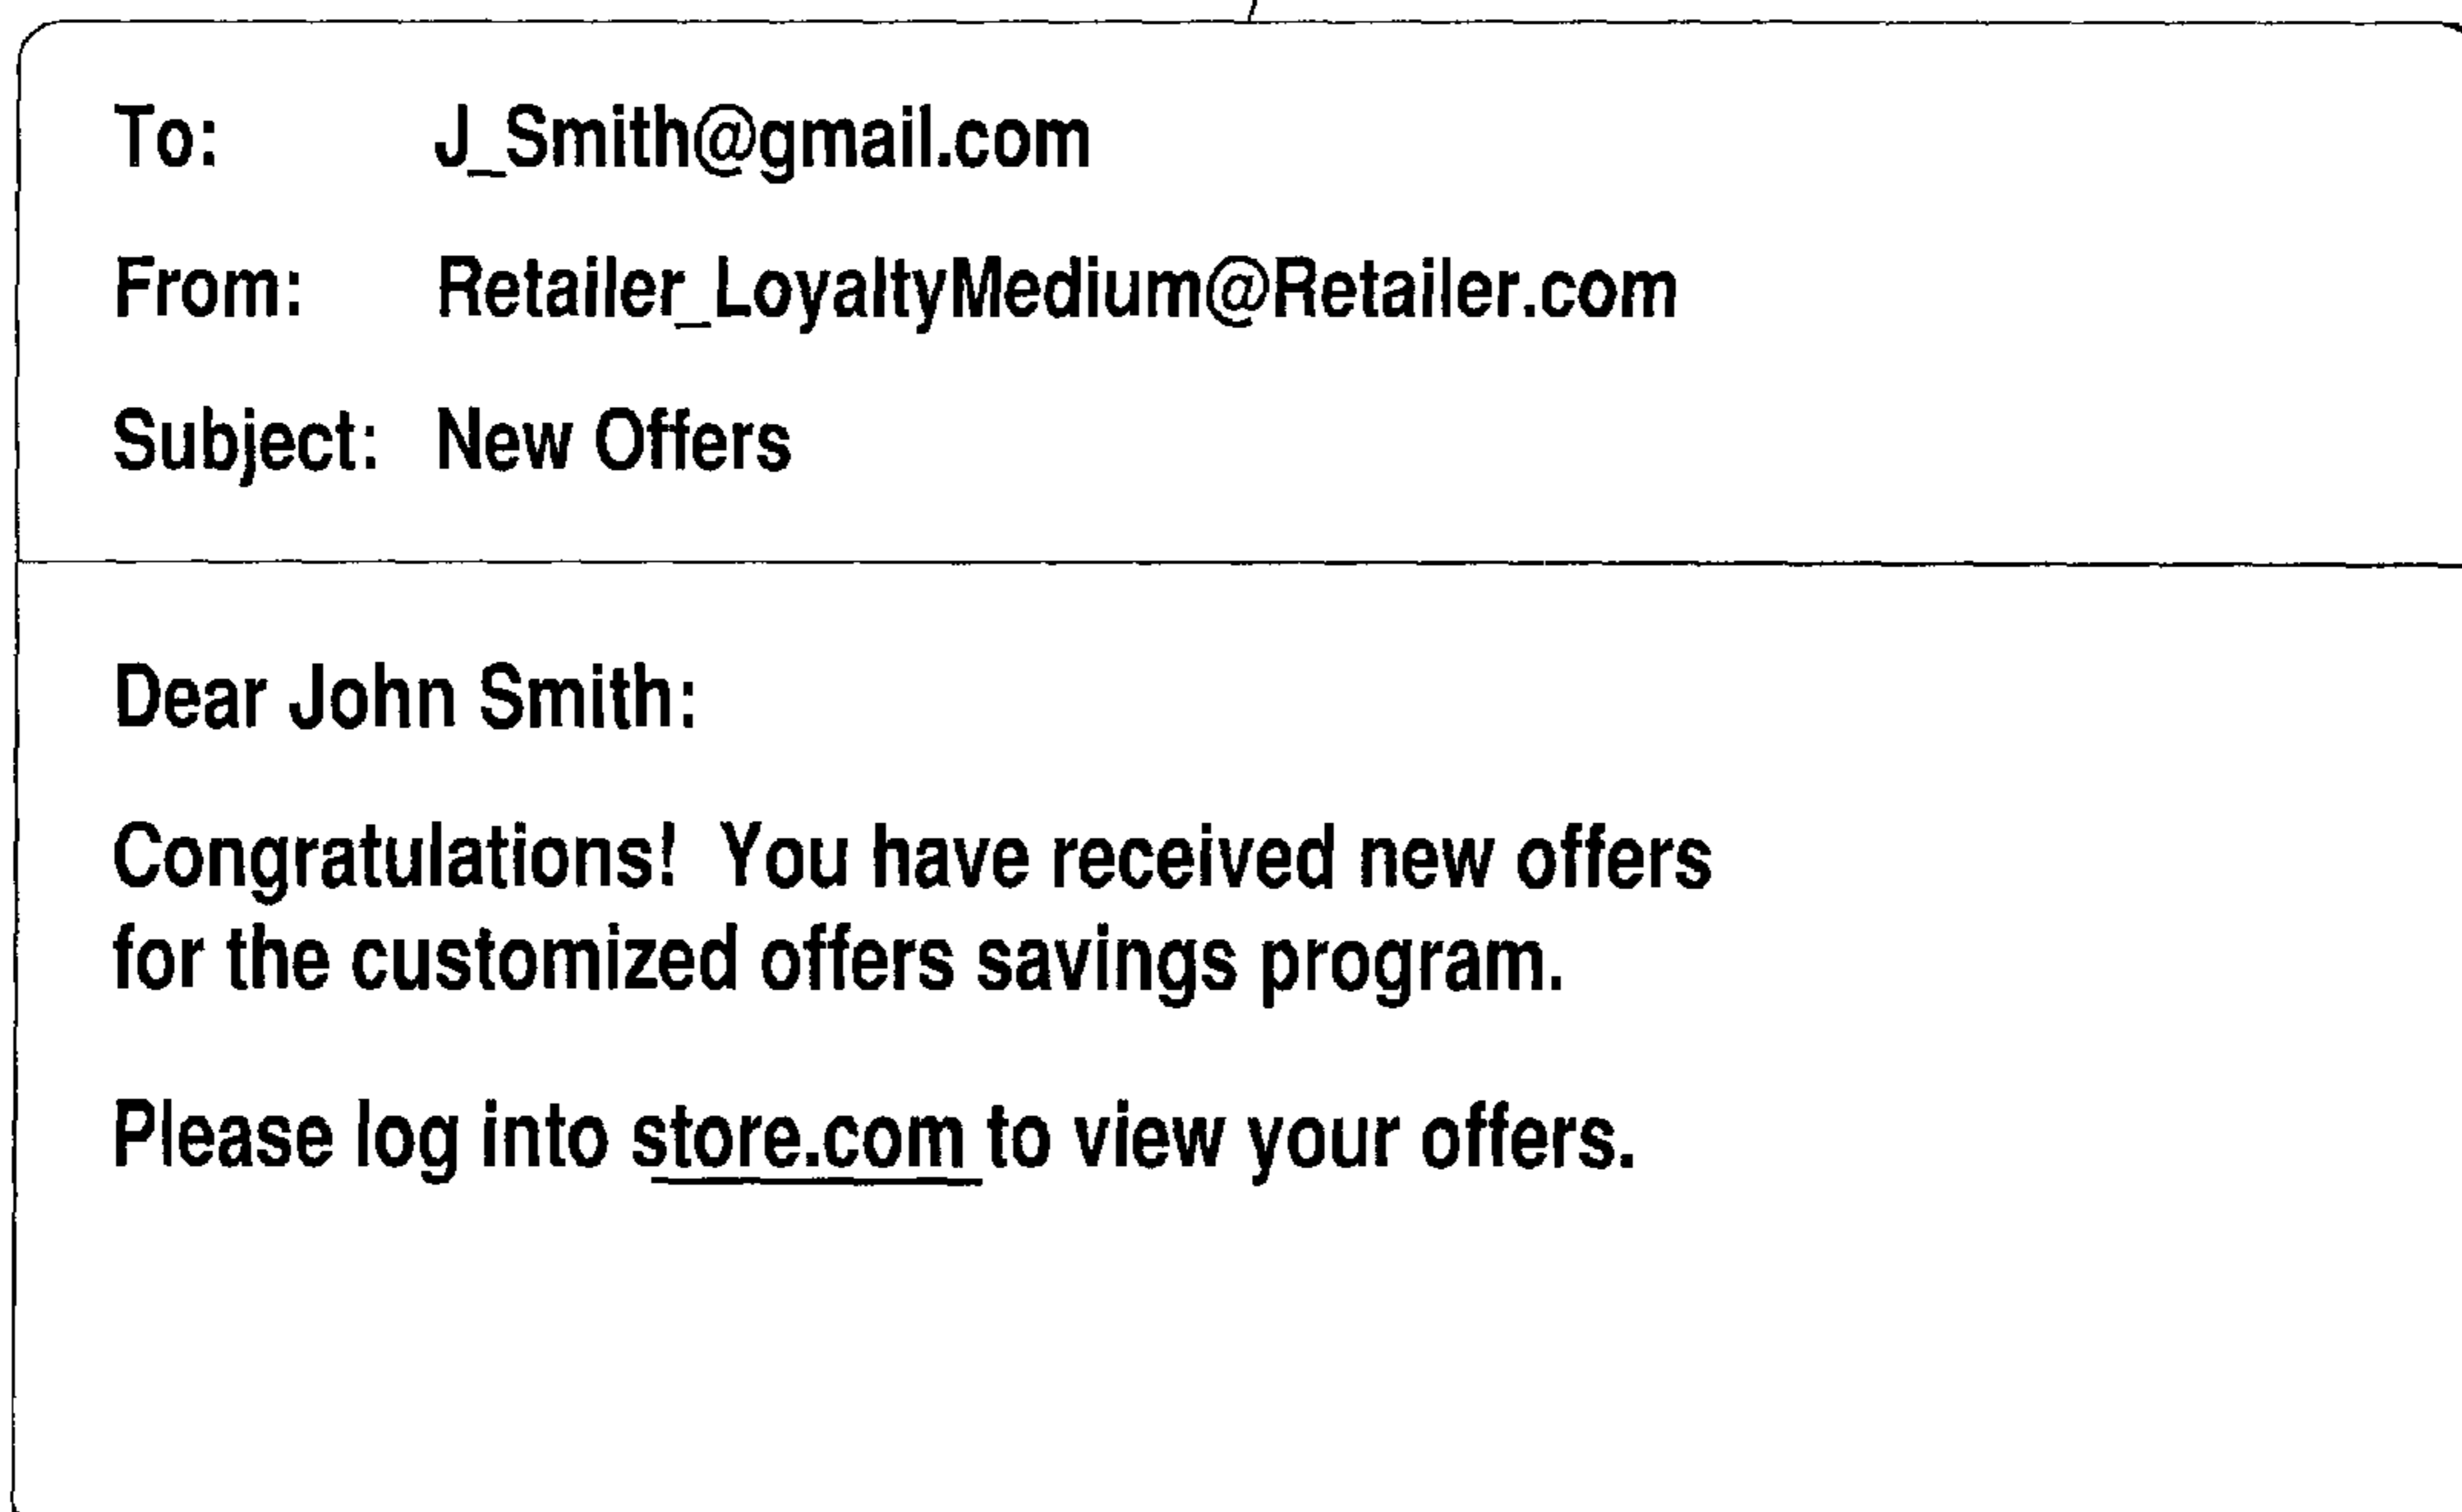 To: J_Smith@gmail.com
From: Retailer_LoyaltyMedium@Retailer.com
Subject: New Offers
Dear John Smith:
Congratulations! You have received new offers
for the customized offers savings program.
Please log into store.com to view your offers.